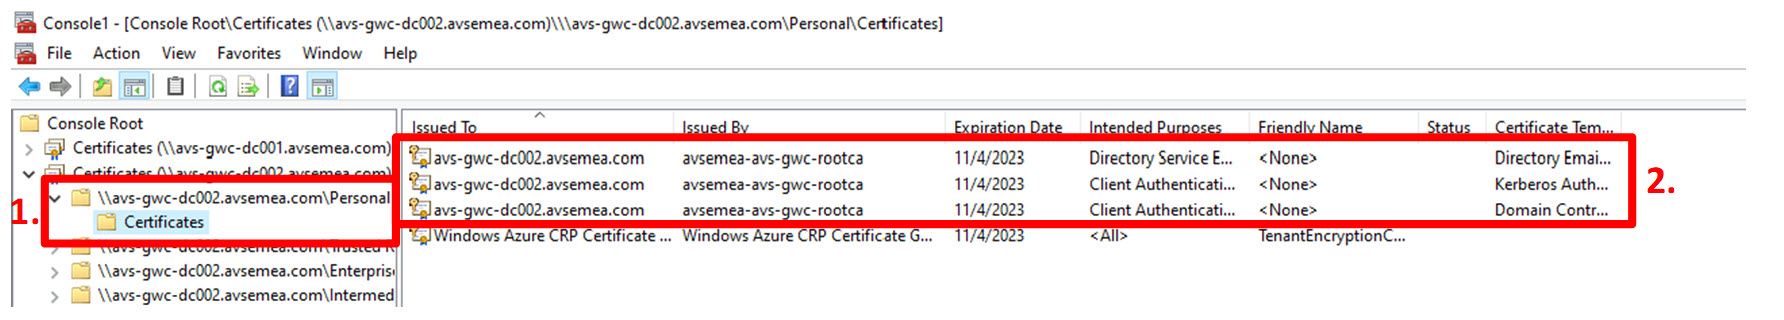 Console1 - [Console Root\Certificates (\\avs-gwc-dc002.avsemea.com)\\\avs-gwc-dc002.avsemea.com\Personal\Certificates]
File Action View Favorites Window Help
Console Root
Certificates (\\avs-gwc-dc001.avsemea.com)
Certificates (\\avs-gwc-dc002.avsemea.com)
1.
\\avs-gwc-dc002.avsemea.com\Personal
Certificates
\\avs-gwc-dc002.avsemea.com\Trusted R
\\avs-gwc-dc002.avsemea.com\Enterpris
\\avs-gwc-dc002.avsemea.com\Intermed
Issued To Issued By Expiration Date Intended Purposes Friendly Name Status Certificate Tem...
avs-gwc-dc002.avsemea.com avsemea-avs-gwc-rootca 11/4/2023 Directory Service E... <None> Directory Emai...
avs-gwc-dc002.avsemea.com avsemea-avs-gwc-rootca 11/4/2023 Client Authenticati... <None> Kerberos Auth...
avs-gwc-dc002.avsemea.com avsemea-avs-gwc-rootca 11/4/2023 Client Authenticati... <None> Domain Contr...
Windows Azure CRP Certificate ... Windows Azure CRP Certificate G... 11/4/2023 <All> TenantEncryptionC...
2.